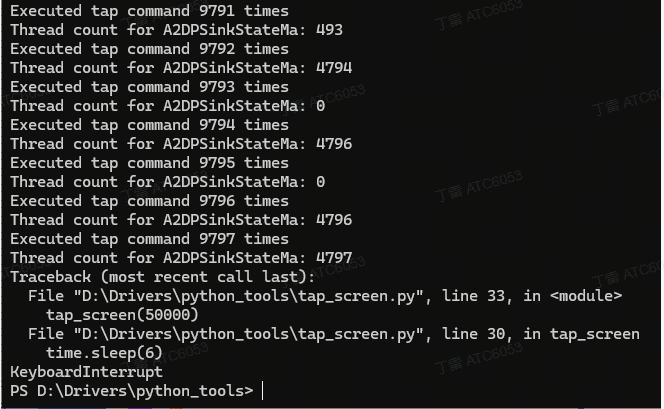 Executed tap command 9791 times
Thread count for A2DPSinkStateMa: 493
Executed tap command 9792 times
Thread count for A2DPSinkStateMa: 4794
Executed tap command 9793 times
Thread count for A2DPSinkStateMa: 0
Executed tap command 9794 times
Thread count for A2DPSinkStateMa: 4796
Executed tap command 9795 times
Thread count for A2DPSinkStateMa: 0
Executed tap command 9796 times
Thread count for A2DPSinkStateMa: 4796
Executed tap command 9797 times
Thread count for A2DPSinkStateMa: 4797
Traceback (most recent call last):
  File "D:\Drivers\python_tools\tap_screen.py", line 33, in <module>
    tap_screen(50000)
  File "D:\Drivers\python_tools\tap_screen.py", line 30, in tap_screen
    time.sleep(6)
KeyboardInterrupt
PS D:\Drivers\python_tools>